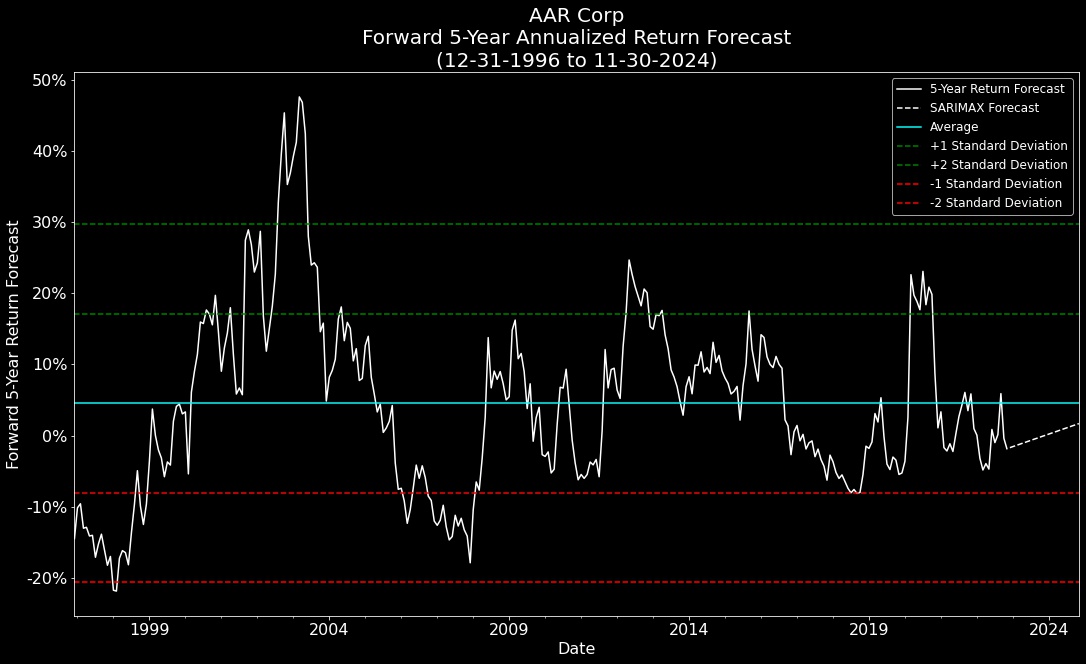 AAR Corp
Forward 5-Year Annualized Return Forecast
(12-31-1996 to 11-30-2024)
50%
40%
30%
20%
10%
0%
-10%
-20%
Forward 5-Year Return Forecast
5-Year Return Forecast
SARIMAX Forecast
Average
+1 Standard Deviation
+2 Standard Deviation
-1 Standard Deviation
-2 Standard Deviation
1999
2004
2009
2014
2019
2024
Date